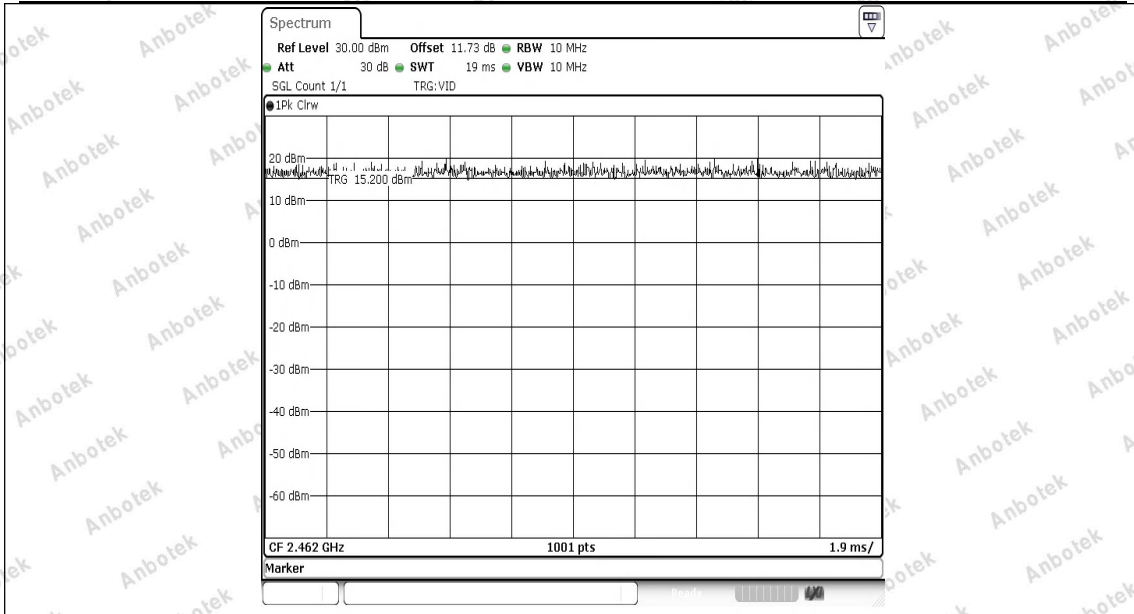 Spectrum
Ref Level 30.00 dBm Offset 11.73 dB RBW 10 MHz
Att 30 dB SWT 19 ms VBW 10 MHz
SGL Count 1/1 TRG:VID
1Pk Clrw
20 dBm
TRG 15.200 dBm
10 dBm
0 dBm
-10 dBm
-20 dBm
-30 dBm
-40 dBm
-50 dBm
-60 dBm
CF 2.462 GHz 1001 pts 1.9 ms/
Marker
Ready
Anbotek